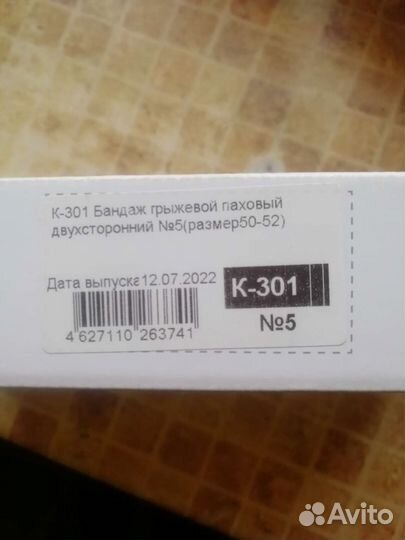 К-301 Бандаж грыжевой паховый
двухсторонний №5(размер50-52)
Дата выпуска12.07.2022
К-301
4 627110 263741
№5
Avito